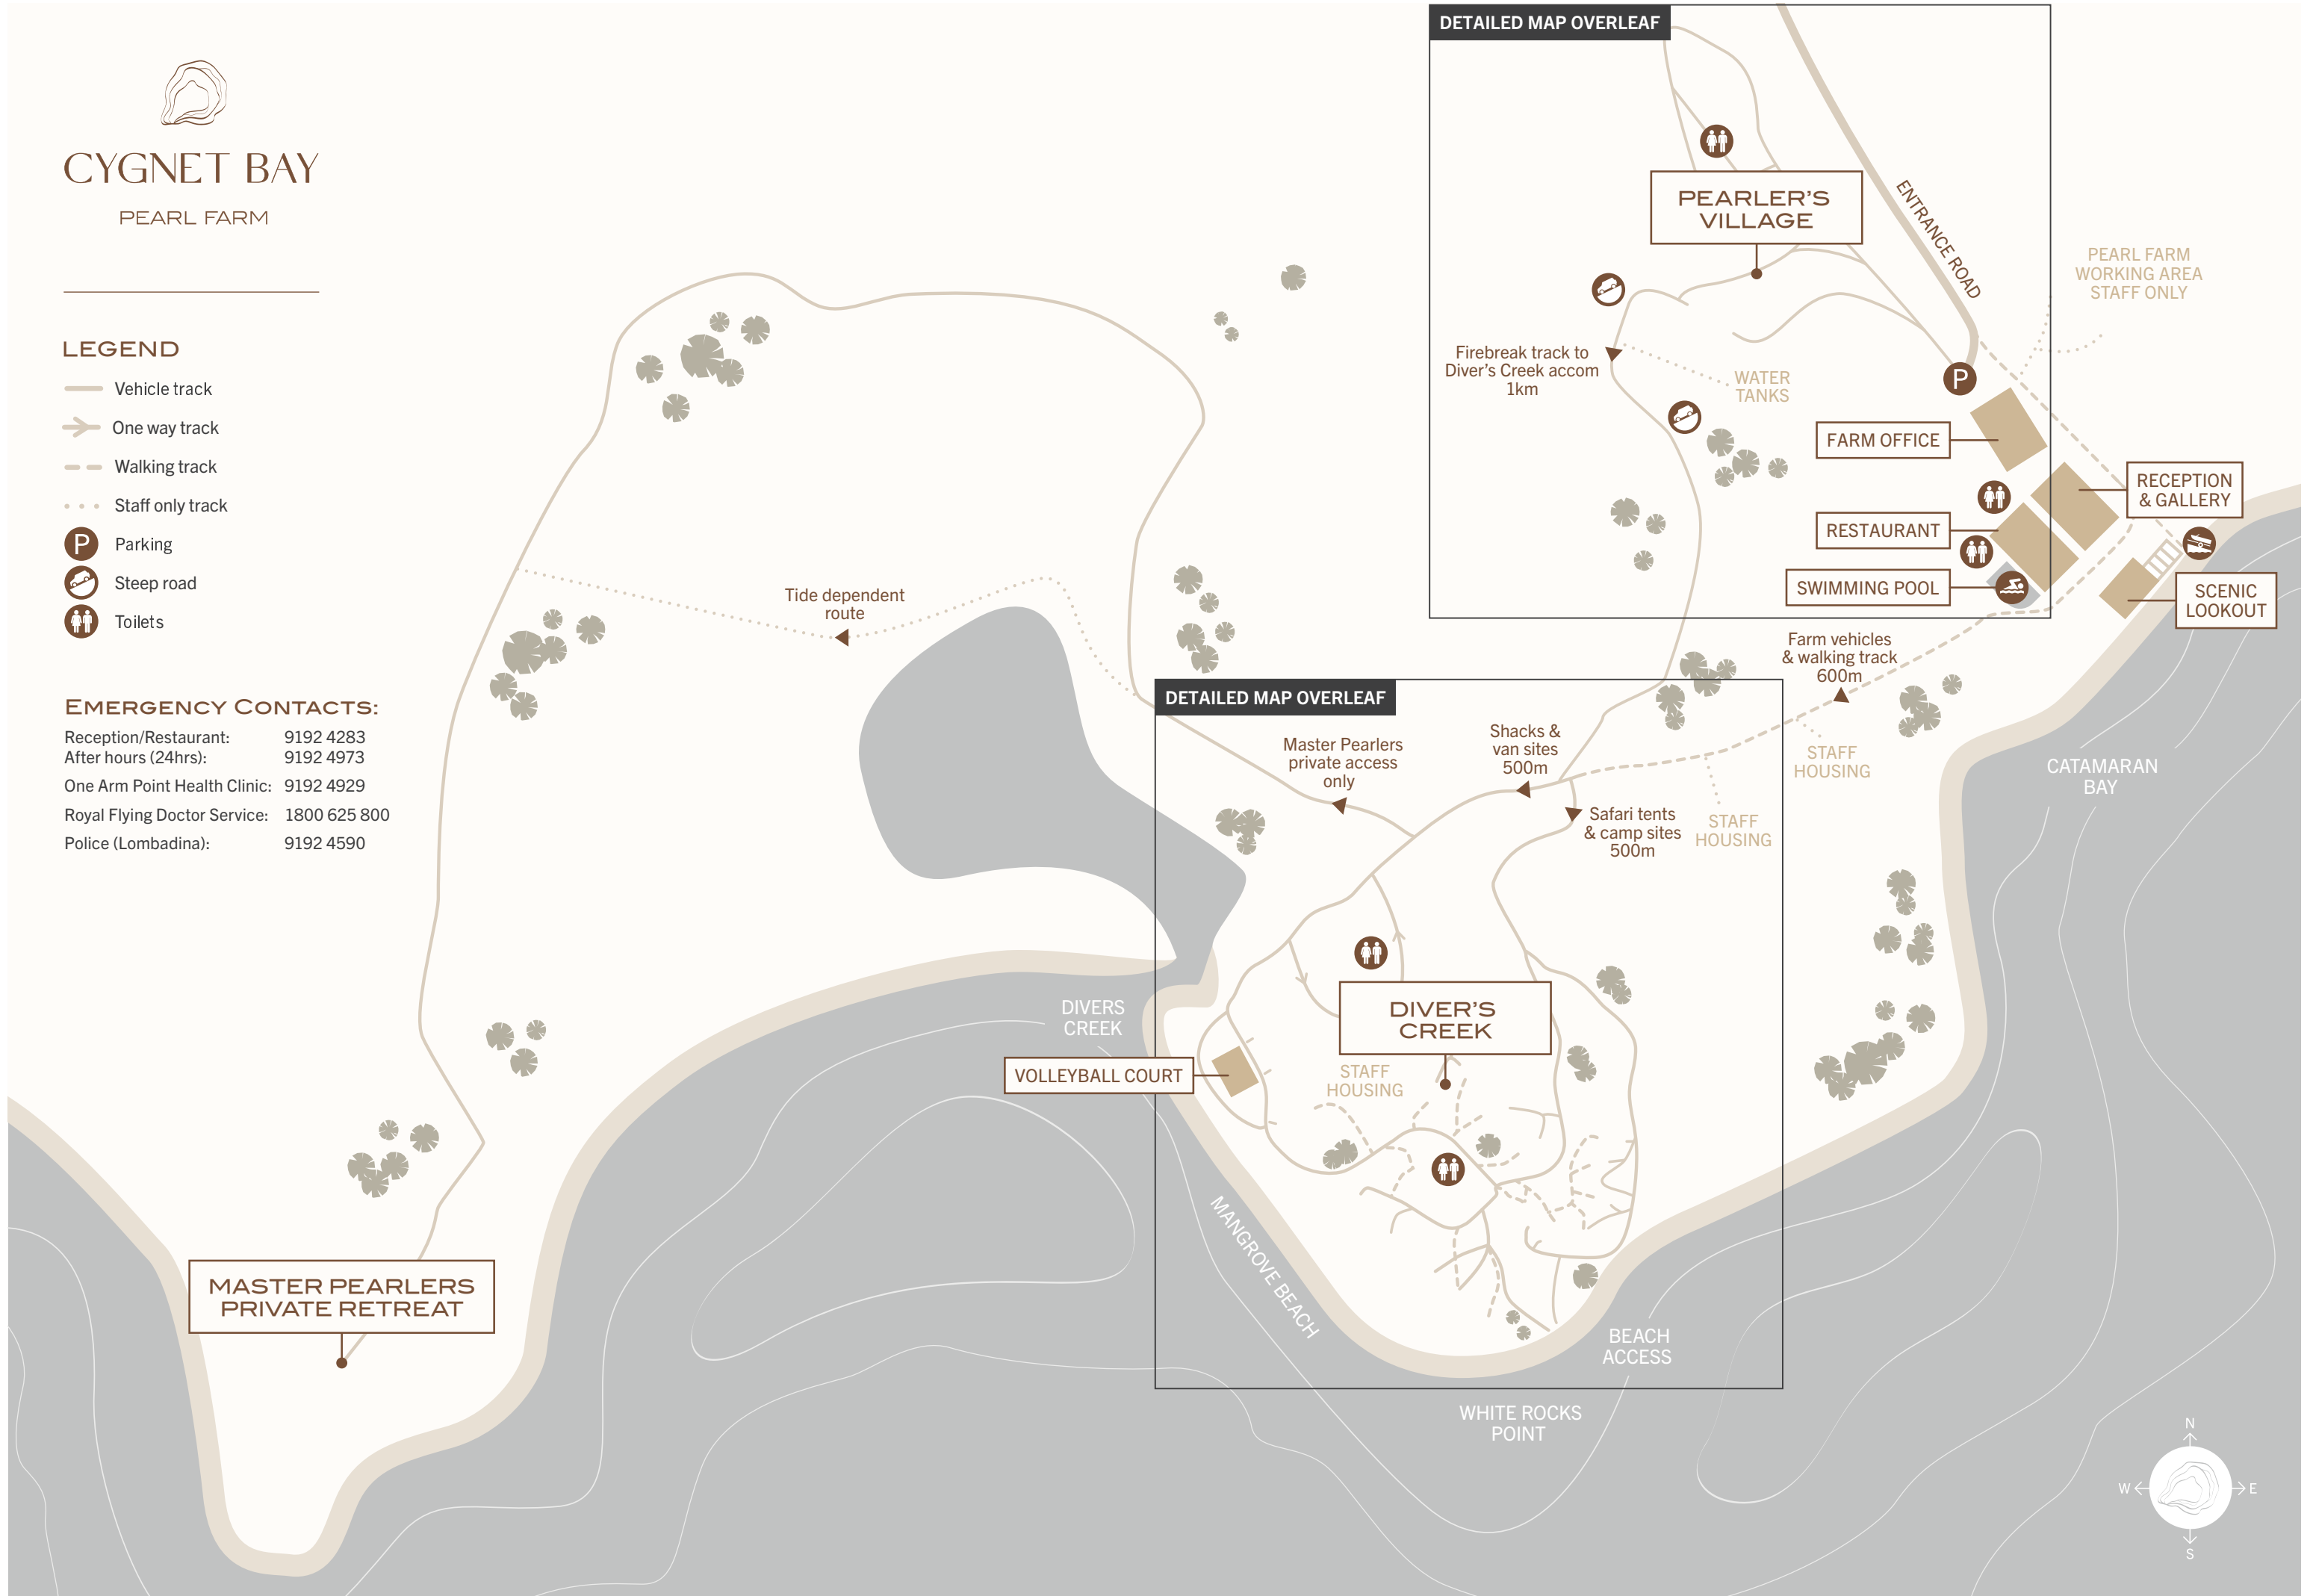 CYGNET BAY
PEARL FARM
LEGEND
Vehicle track
One way track
Walking track
Staff only track
P
Parking
Steep road
Toilets
EMERGENCY CONTACTS:
Reception/Restaurant: 9192 4283
After hours (24hrs): 9192 4973
One Arm Point Health Clinic: 9192 4929
Royal Flying Doctor Service: 1800 625 800
Police (Lombadina): 9192 4590
DETAILED MAP OVERLEAF
PEARLER'S
VILLAGE
ENTRANCE ROAD
PEARL FARM
WORKING AREA
STAFF ONLY
Firebreak track to
Diver's Creek accom
1km
WATER
TANKS
P
FARM OFFICE
RECEPTION
& GALLERY
RESTAURANT
SWIMMING POOL
SCENIC
LOOKOUT
Tide dependent
route
Farm vehicles
& walking track
600m
DETAILED MAP OVERLEAF
Master Pearlers
private access
only
Shacks &
van sites
500m
Safari tents
& camp sites
500m
STAFF
HOUSING
STAFF
HOUSING
CATAMARAN
BAY
DIVERS
CREEK
DIVER'S
CREEK
VOLLEYBALL COURT
STAFF
HOUSING
MANGROVE BEACH
MASTER PEARLERS
PRIVATE RETREAT
BEACH
ACCESS
WHITE ROCKS
POINT
N
W E
S